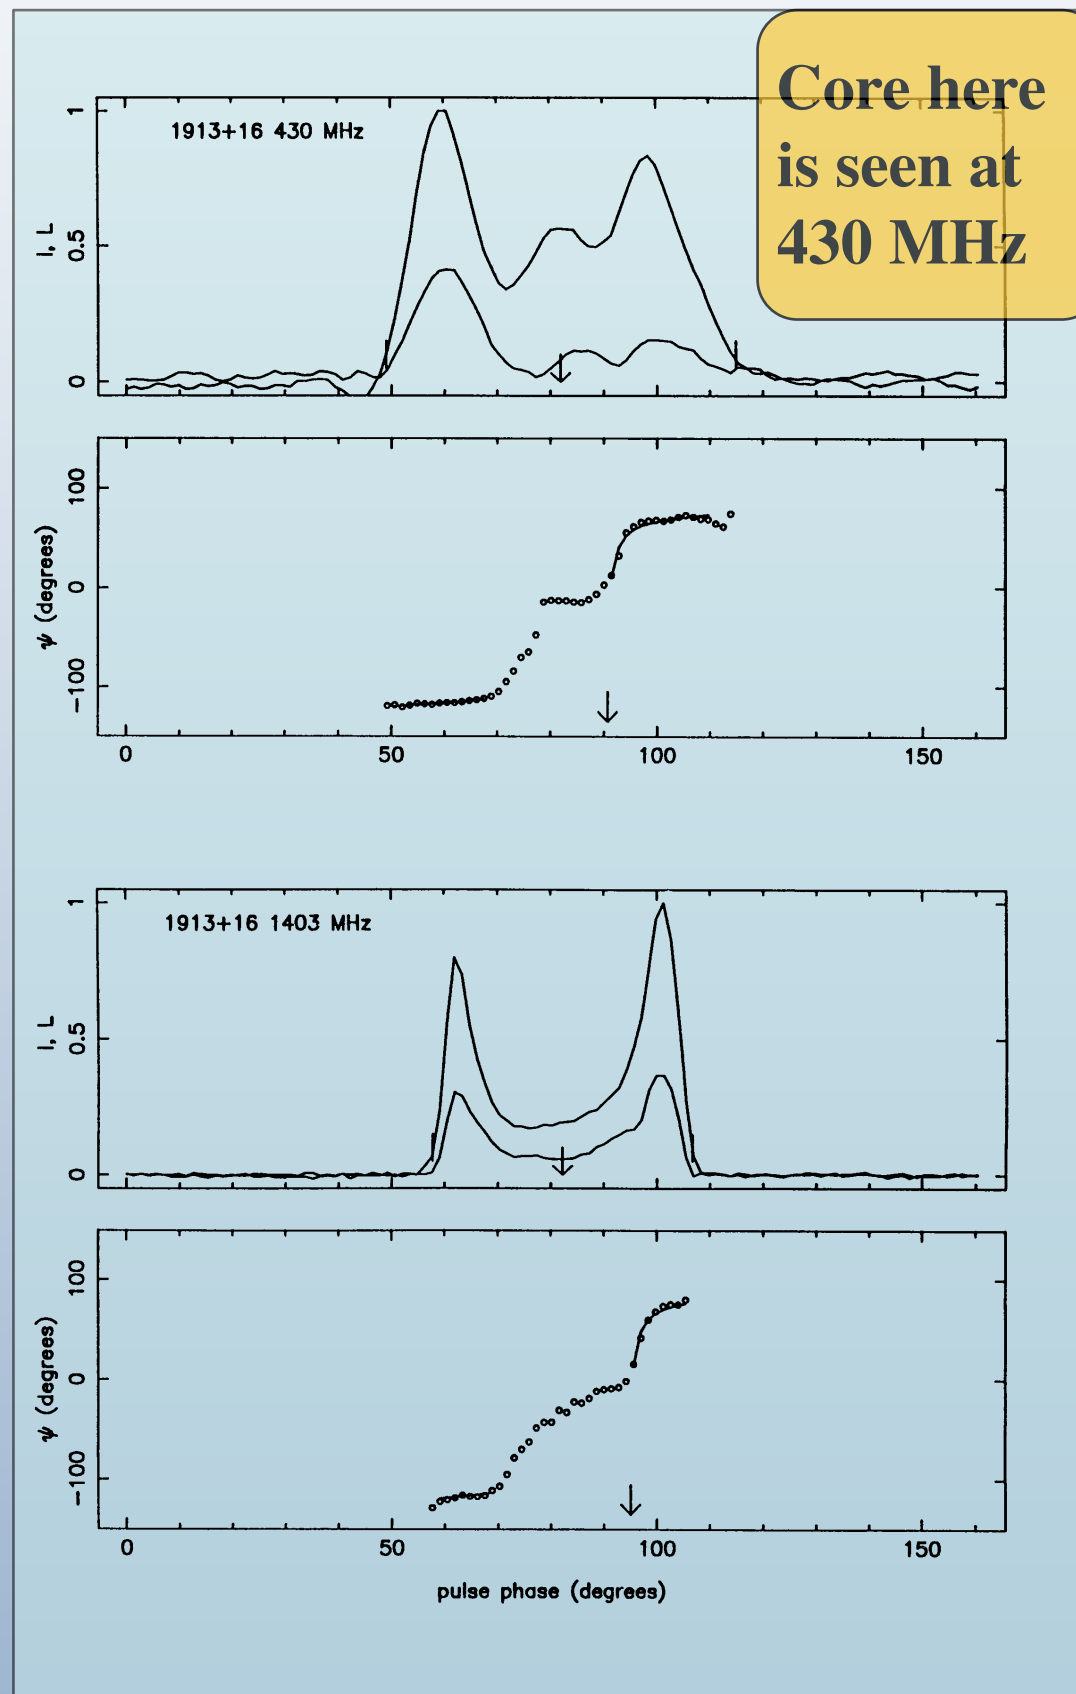 Core here
is seen at
430 MHz
1913+16 430 MHz
I, L
1
0.5
0
ψ (degrees)
100
0
−100
0 50 100 150
1913+16 1403 MHz
I, L
1
0.5
0
ψ (degrees)
100
0
−100
0 50 100 150
pulse phase (degrees)